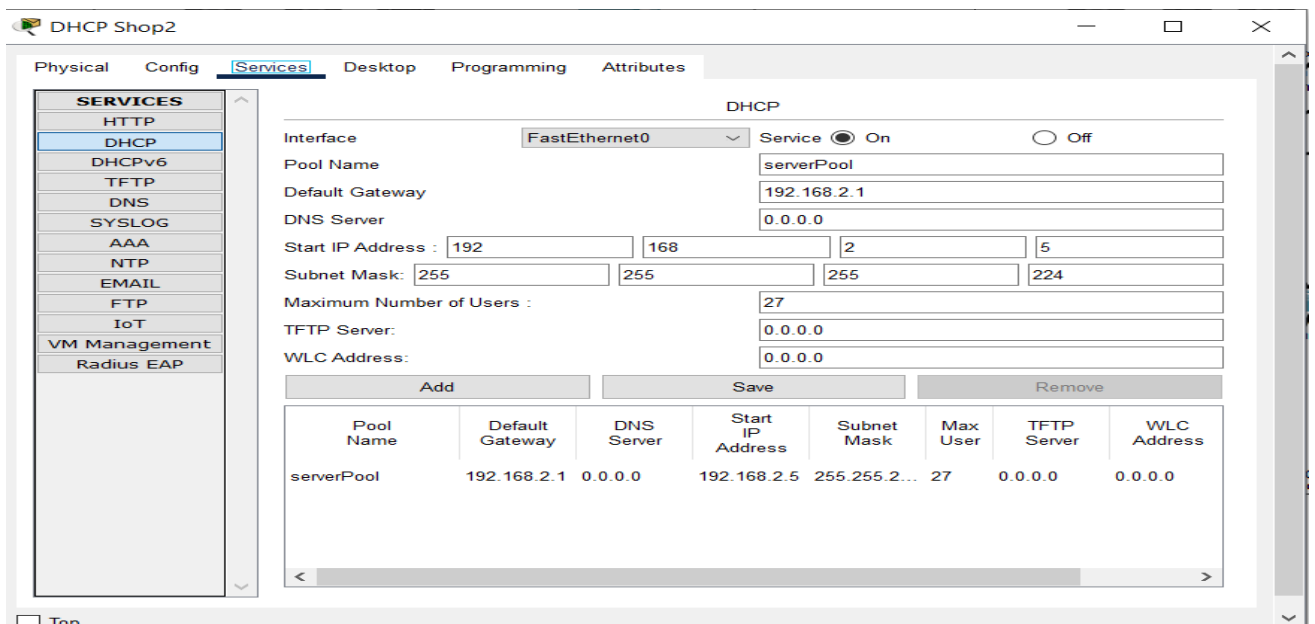 DHCP Shop2
Physical Config Services Desktop Programming Attributes
SERVICES
HTTP
DHCP
DHCPv6
TFTP
DNS
SYSLOG
AAA
NTP
EMAIL
FTP
IoT
VM Management
Radius EAP
DHCP
Interface FastEthernet0 Service On Off
Pool Name serverPool
Default Gateway 192.168.2.1
DNS Server 0.0.0.0
Start IP Address : 192 168 2 5
Subnet Mask: 255 255 255 224
Maximum Number of Users : 27
TFTP Server: 0.0.0.0
WLC Address: 0.0.0.0
Add Save Remove
Pool Name Default Gateway DNS Server Start IP Address Subnet Mask Max User TFTP Server WLC Address
serverPool 192.168.2.1 0.0.0.0 192.168.2.5 255.255.2... 27 0.0.0.0 0.0.0.0
Top